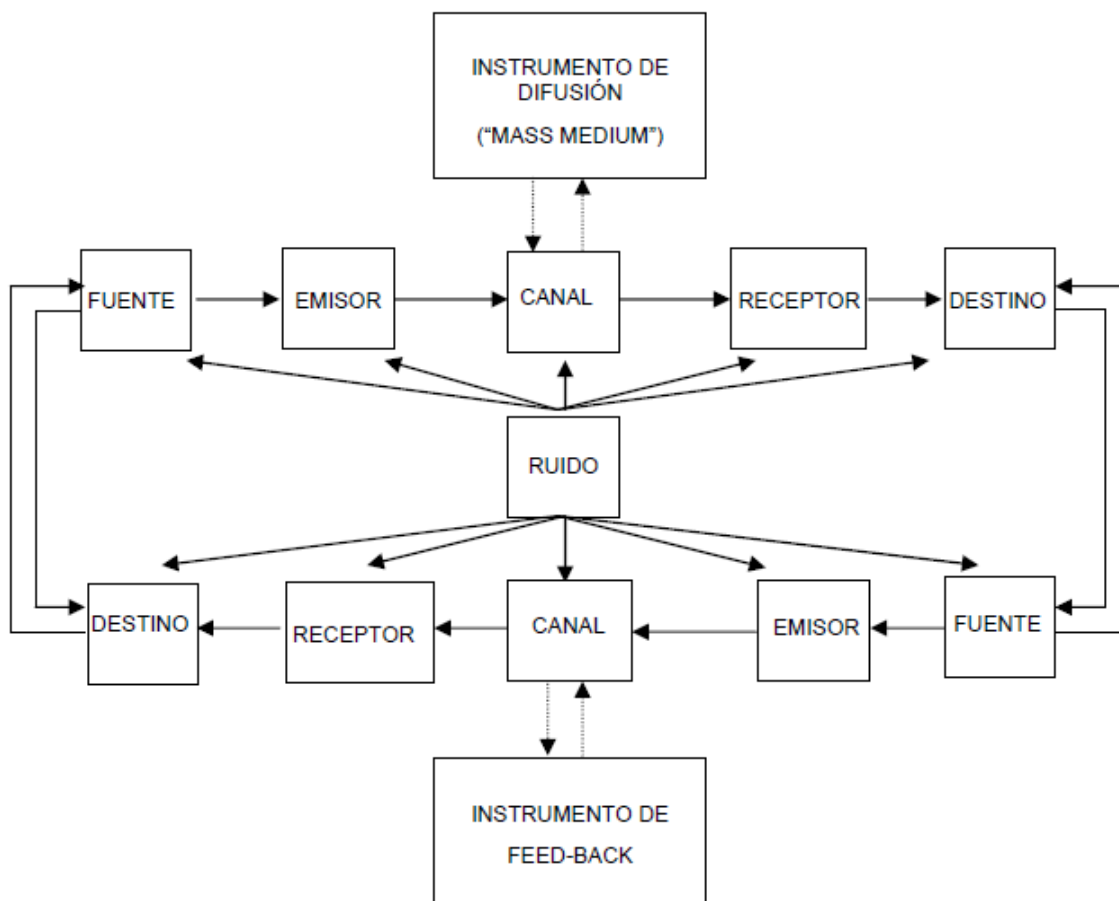 INSTRUMENTO DE
DIFUSIÓN
("MASS MEDIUM")
FUENTE
EMISOR
CANAL
RECEPTOR
DESTINO
RUIDO
DESTINO
RECEPTOR
CANAL
EMISOR
FUENTE
INSTRUMENTO DE
FEED-BACK